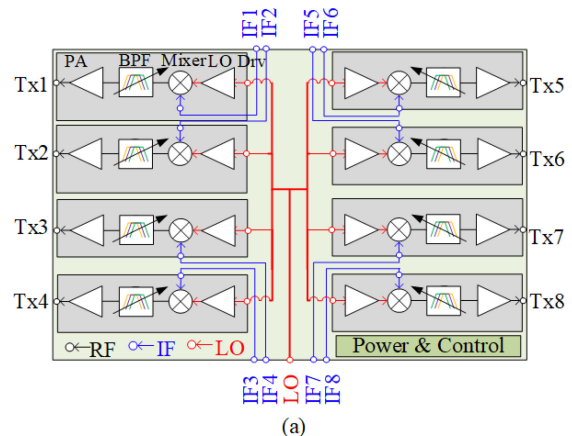 IF1
IF2
IF5
IF6
PA BPF Mixer LO Drv
Tx1
Tx5
Tx2
Tx6
Tx3
Tx7
Tx4
Tx8
RF IF LO
Power & Control
IF3
IF4
LO
IF7
IF8
(a)